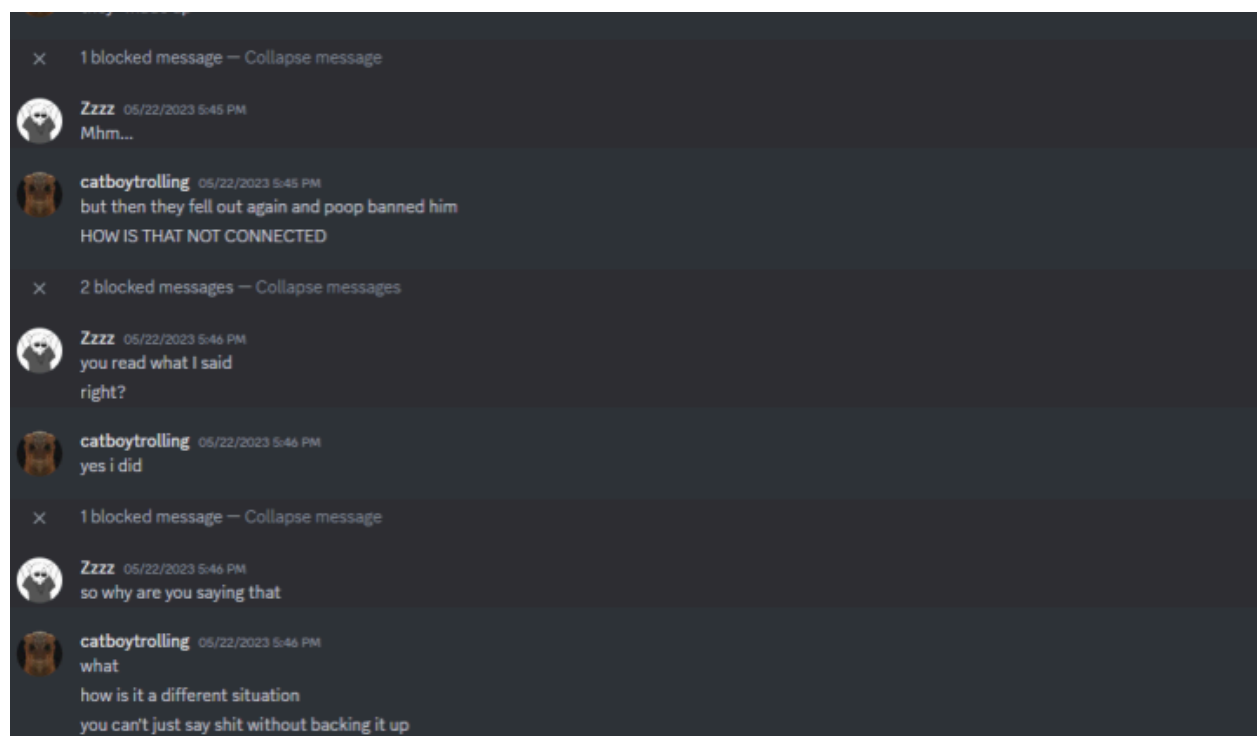 1 blocked message — Collapse message
Zzzz 05/22/2023 5:45 PM
Mhm...
catboytrolling 05/22/2023 5:45 PM
but then they fell out again and poop banned him
HOW IS THAT NOT CONNECTED
2 blocked messages — Collapse messages
Zzzz 05/22/2023 5:46 PM
you read what I said
right?
catboytrolling 05/22/2023 5:46 PM
yes i did
1 blocked message — Collapse message
Zzzz 05/22/2023 5:46 PM
so why are you saying that
catboytrolling 05/22/2023 5:46 PM
what
how is it a different situation
you can't just say shit without backing it up